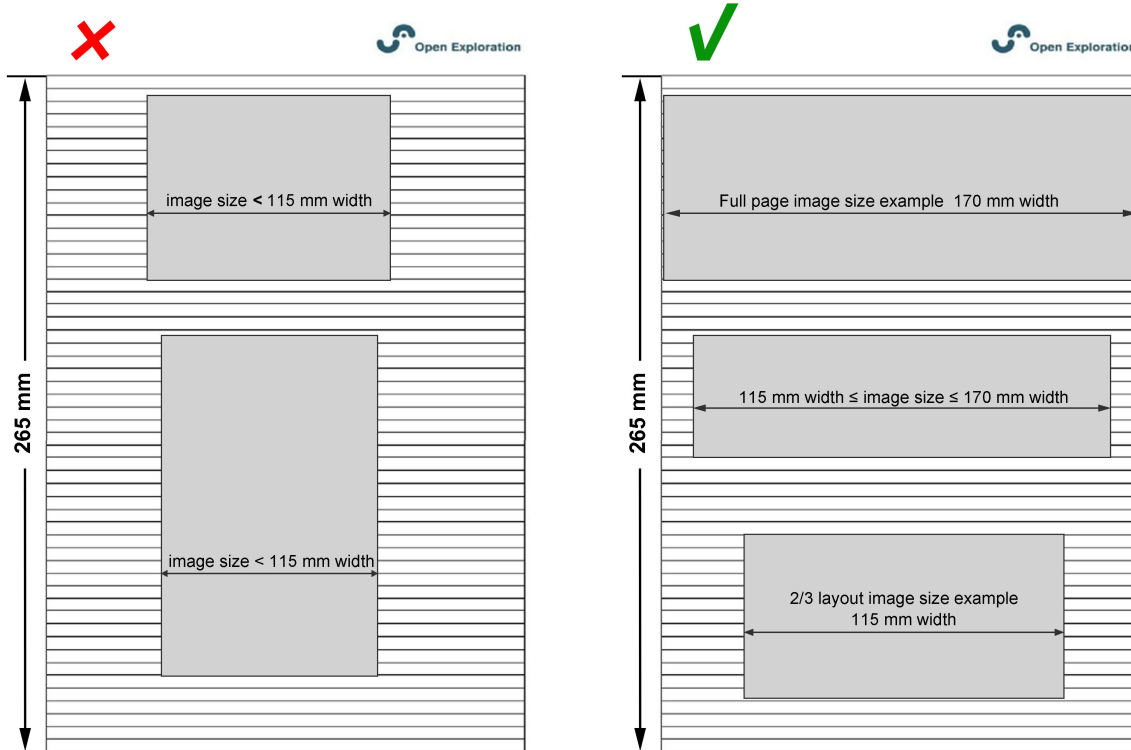 Open Exploration
image size < 115 mm width
265 mm
image size < 115 mm width
Open Exploration
Full page image size example 170 mm width
265 mm
115 mm width ≤ image size ≤ 170 mm width
2/3 layout image size example
115 mm width